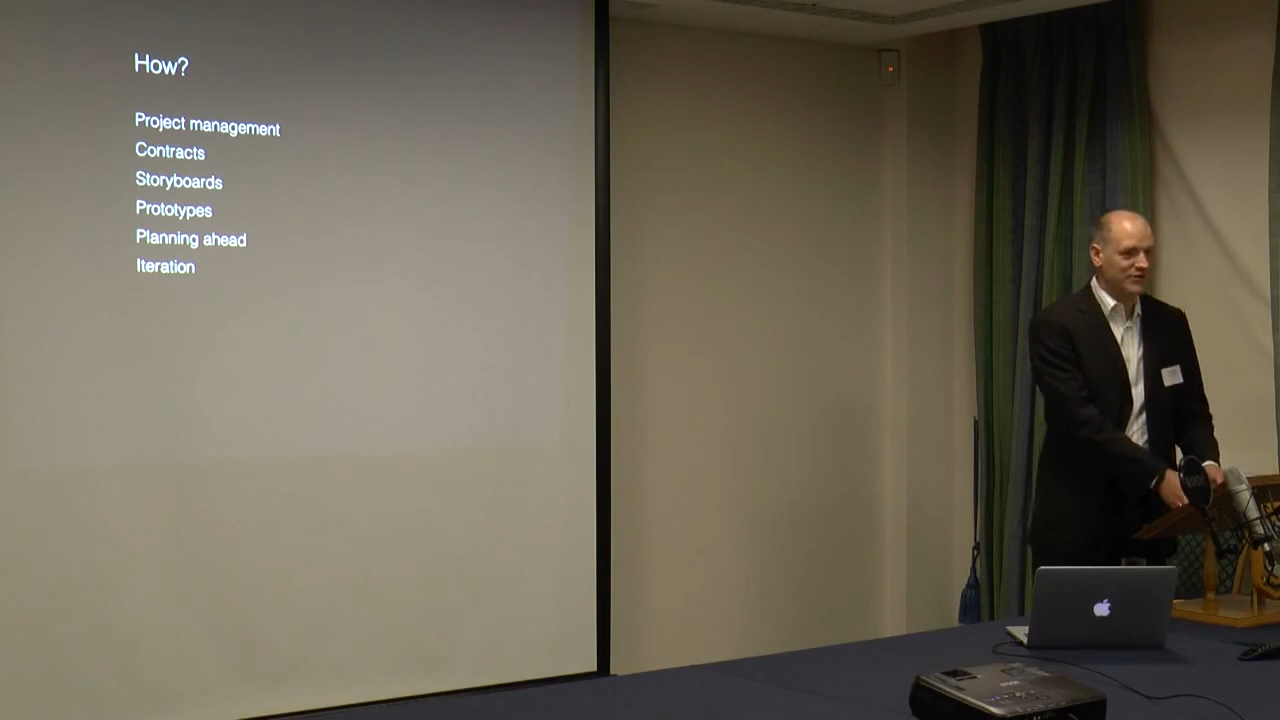 How?
Project management
Contracts
Storyboards
Prototypes
Planning ahead
Iteration